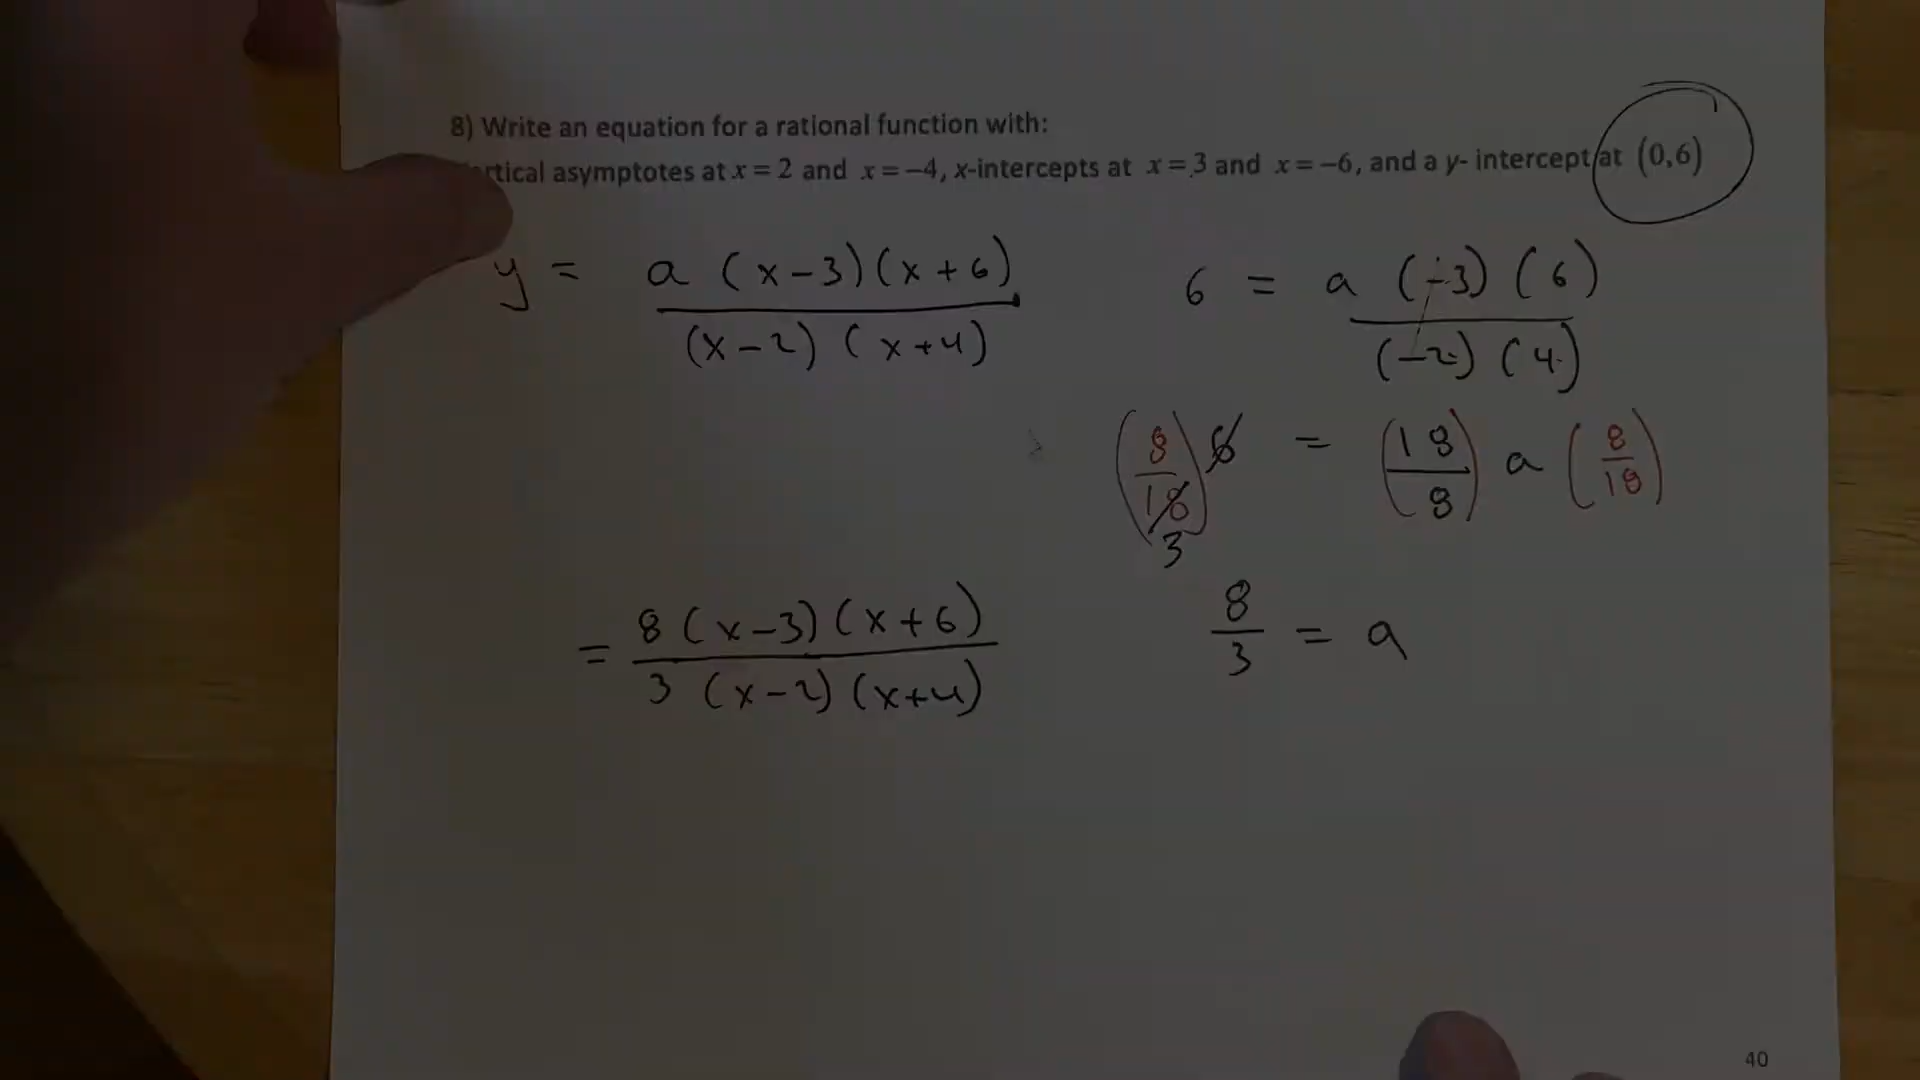 8) Write an equation for a rational function with:
rtical asymptotes at x = 2 and x = −4, x-intercepts at x = 3 and x = −6, and a y- intercept at (0,6)
y = a (x−3)(x+6) / (x−2)(x+4)
6 = a (−3)(6) / (−2)(4)
(8/18) 6 = (18/8) a (8/18)
3
= 8(x−3)(x+6) / 3(x−2)(x+4)
8/3 = a
40